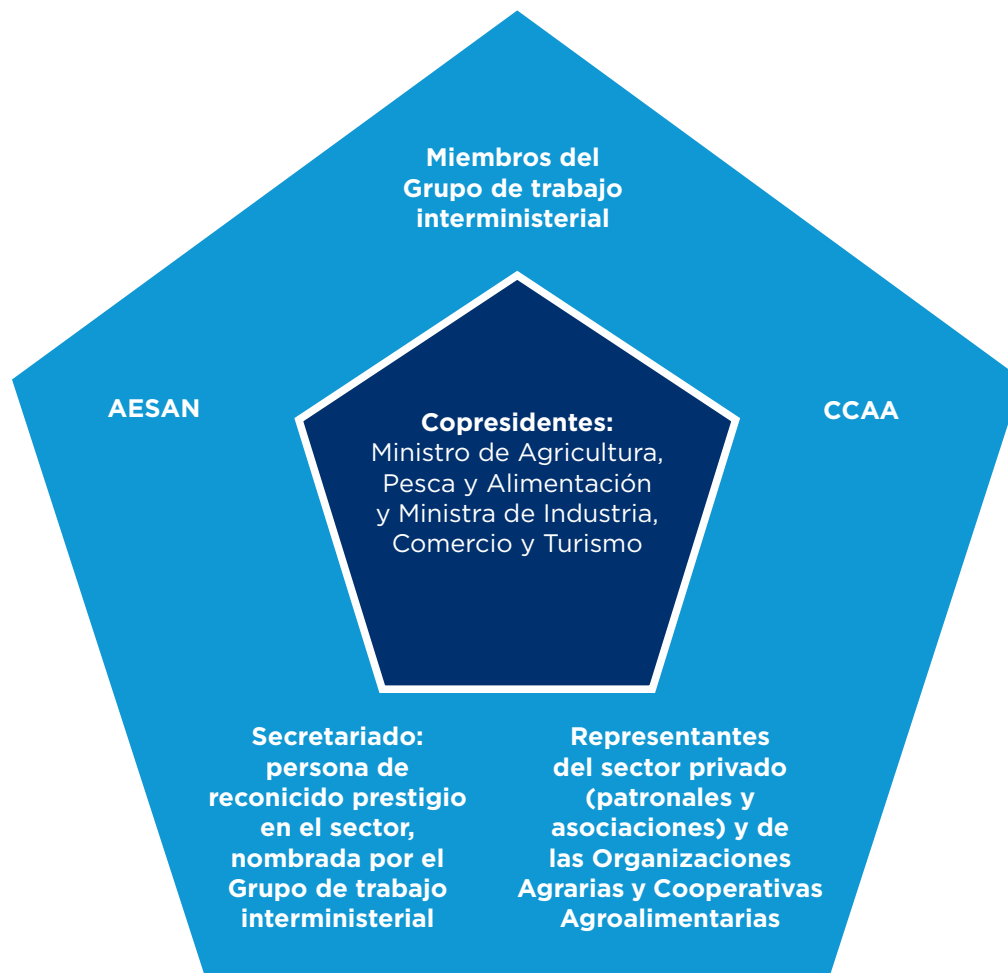 Miembros del
Grupo de trabajo
interministerial
AESAN
CCAA
Copresidentes:
Ministro de Agricultura,
Pesca y Alimentación
y Ministra de Industria,
Comercio y Turismo
Secretariado:
persona de
reconicido prestigio
en el sector,
nombrada por el
Grupo de trabajo
interministerial
Representantes
del sector privado
(patronales y
asociaciones) y de
las Organizaciones
Agrarias y Cooperativas
Agroalimentarias